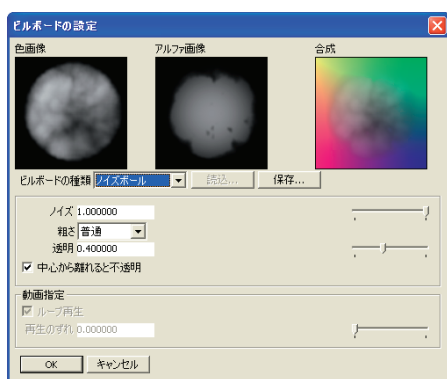 ビルボードの設定
色画像 アルファ画像 合成
ビルボードの種類 ノイズボール 読込... 保存...
ノイズ 1.000000
粗さ 普通
透明 0.400000
中心から離れると不透明
動画指定
ループ再生
再生のずれ 0.000000
OK キャンセル